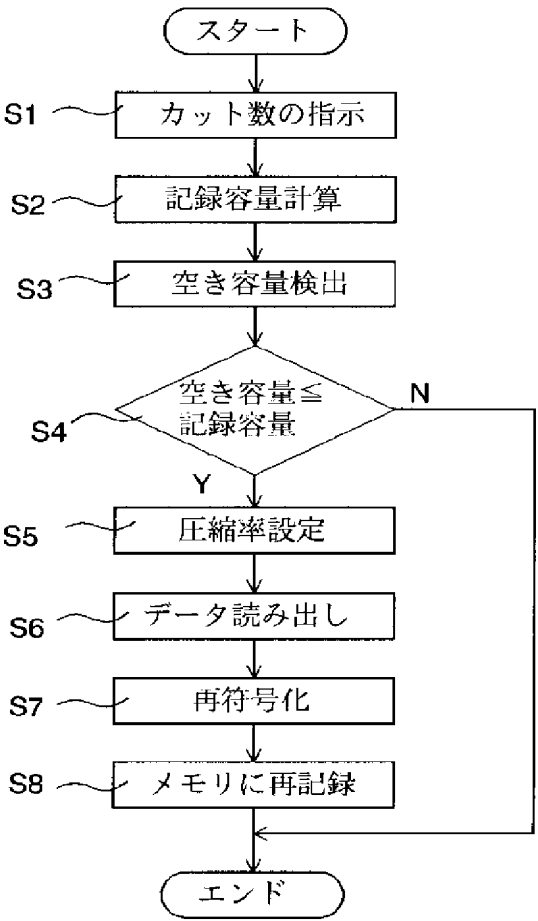 スタート
S1
カット数の指示
S2
記録容量計算
S3
空き容量検出
S4
空き容量≦
記録容量
N
Y
S5
圧縮率設定
S6
データ読み出し
S7
再符号化
S8
メモリに再記録
エンド